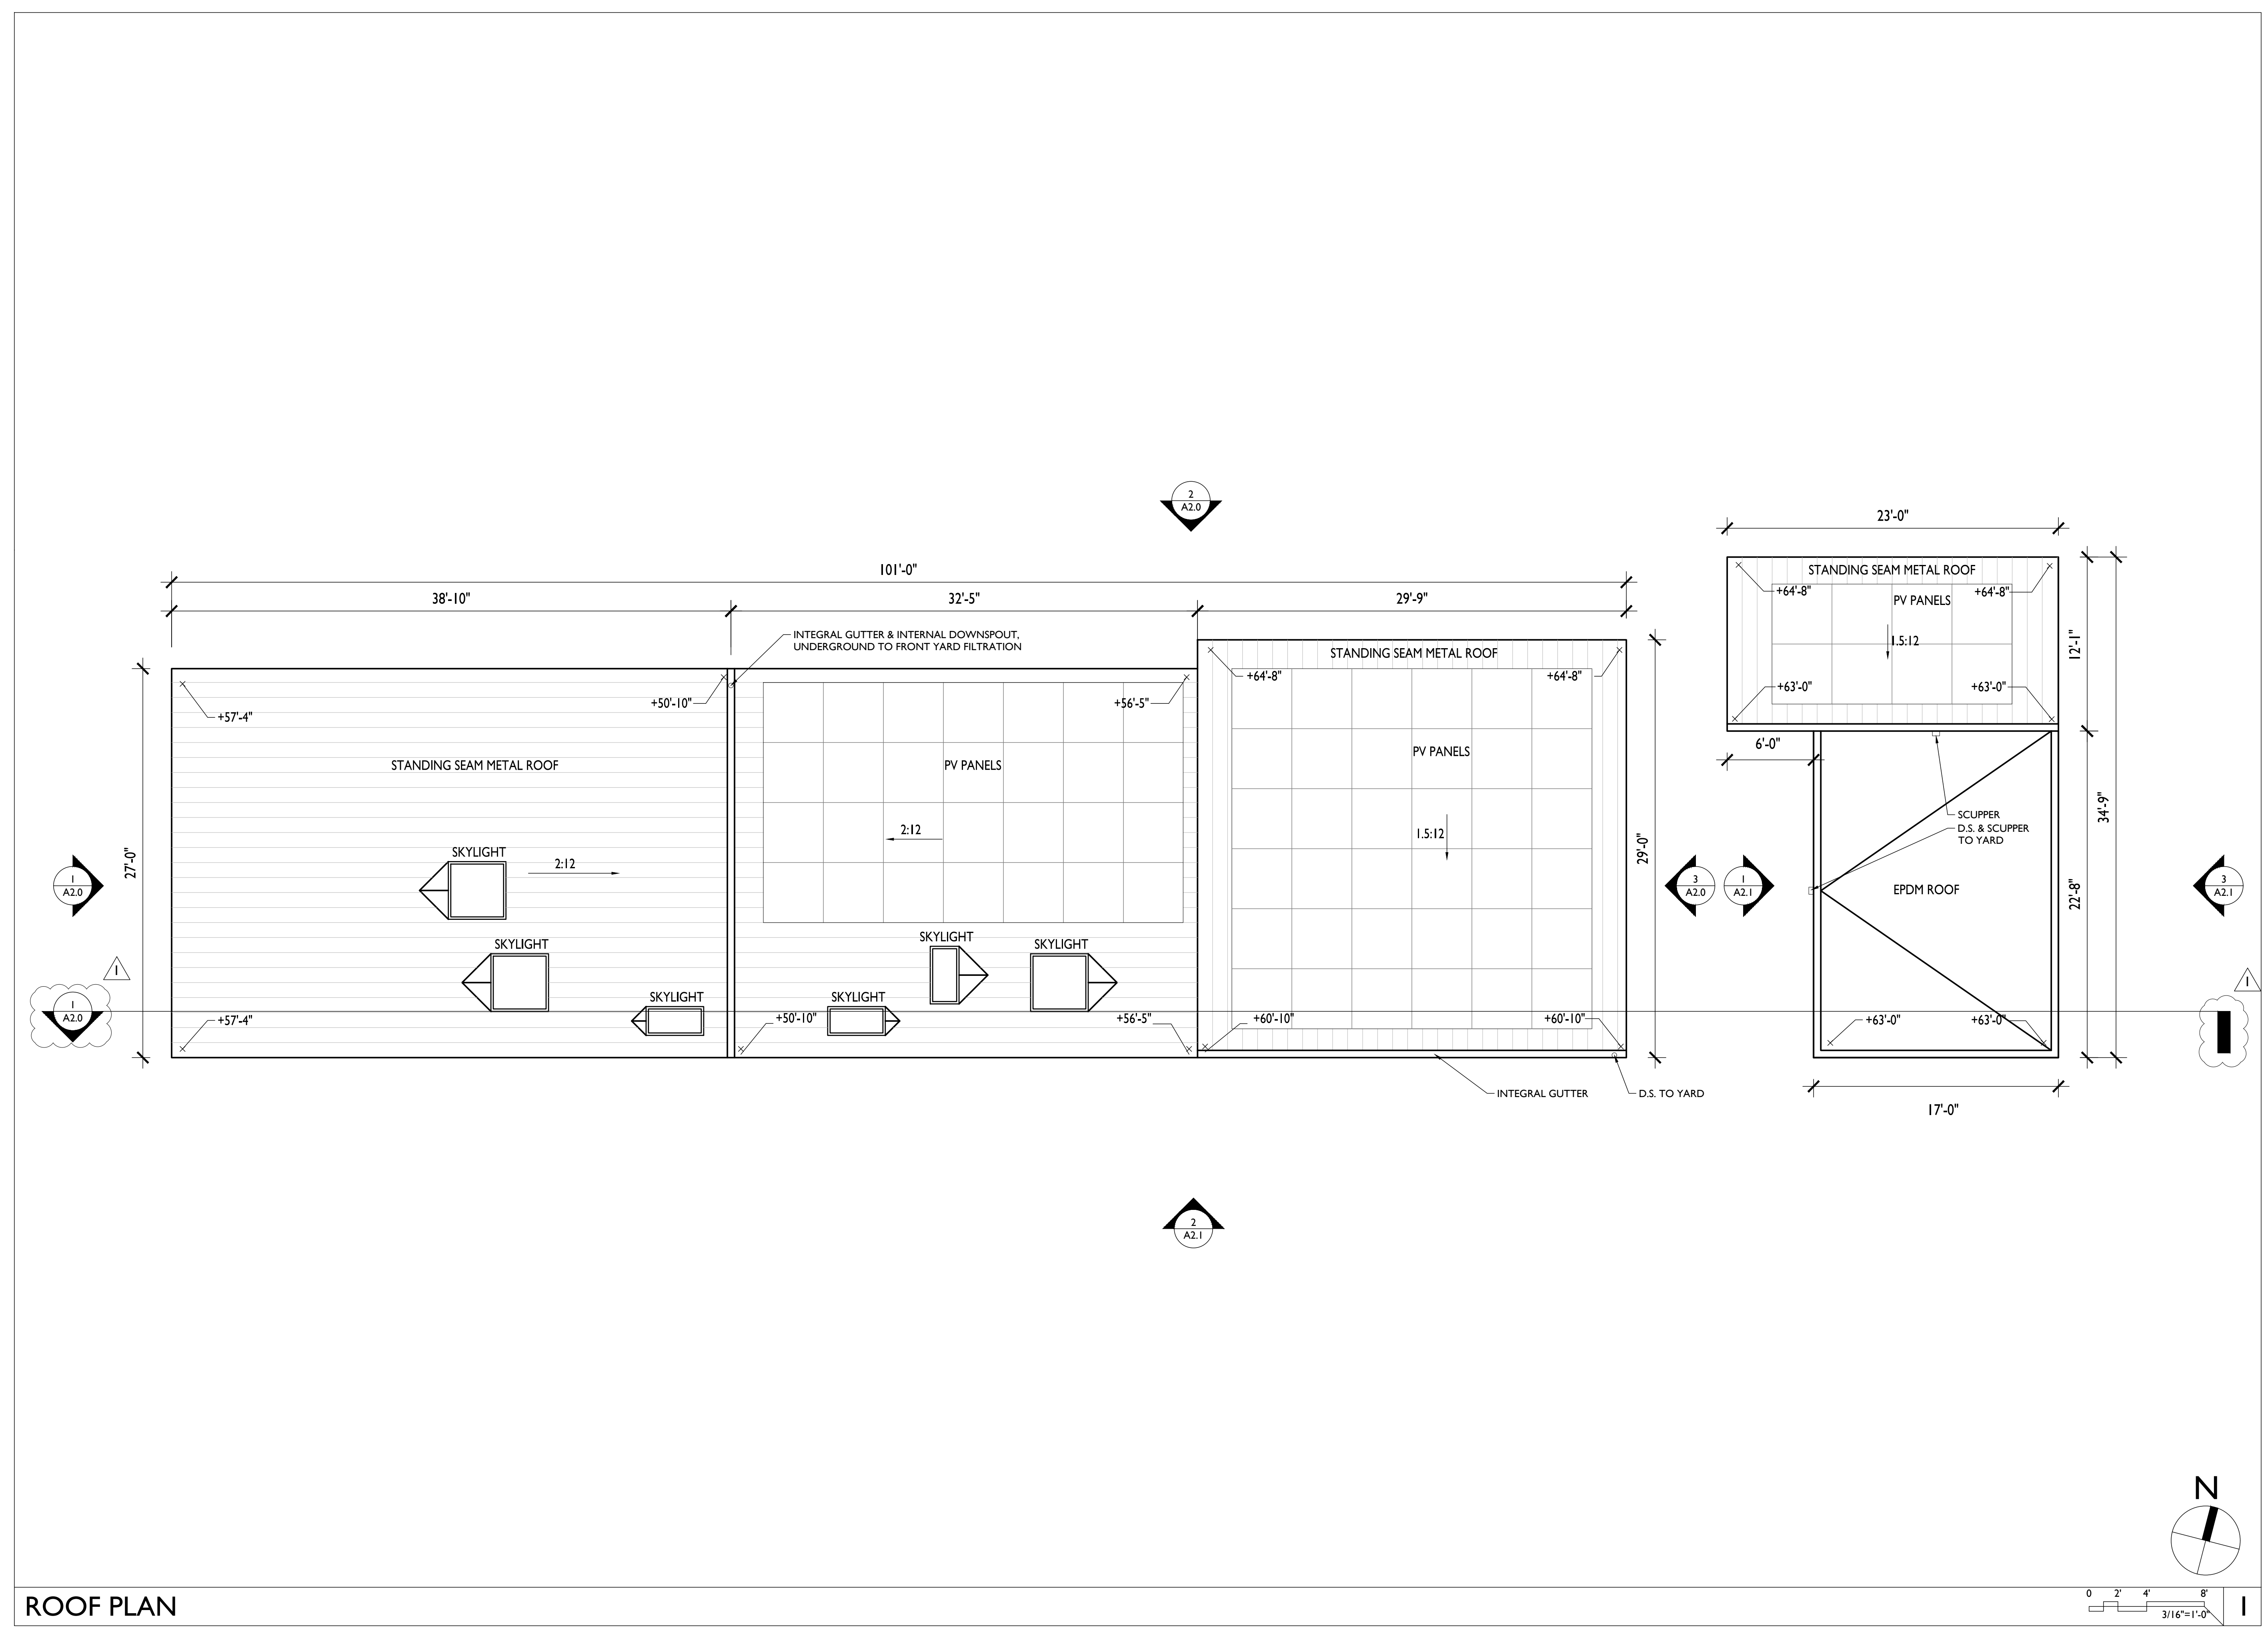 2
A2.0
23'-0"
101'-0"
38'-10"
32'-5"
29'-9"
INTEGRAL GUTTER & INTERNAL DOWNSPOUT,
UNDERGROUND TO FRONT YARD FILTRATION
STANDING SEAM METAL ROOF
+64'-8"
+64'-8"
PV PANELS
1.5:12
12'-1"
+63'-0"
+63'-0"
STANDING SEAM METAL ROOF
+64'-8"
+64'-8"
+57'-4"
+50'-10"
+56'-5"
6'-0"
STANDING SEAM METAL ROOF
PV PANELS
PV PANELS
34'-9"
SCUPPER
D.S. & SCUPPER
TO YARD
2:12
1.5:12
27'-0"
29'-0"
SKYLIGHT
2:12
1
A2.0
3
A2.0
1
A2.1
EPDM ROOF
22'-8"
3
A2.1
SKYLIGHT
SKYLIGHT
SKYLIGHT
1
1
SKYLIGHT
SKYLIGHT
1
A2.0
+57'-4"
+50'-10"
+56'-5"
+60'-10"
+60'-10"
+63'-0"
+63'-0"
INTEGRAL GUTTER
D.S. TO YARD
17'-0"
2
A2.1
N
ROOF PLAN
0 2' 4' 8'
3/16"=1'-0"
1